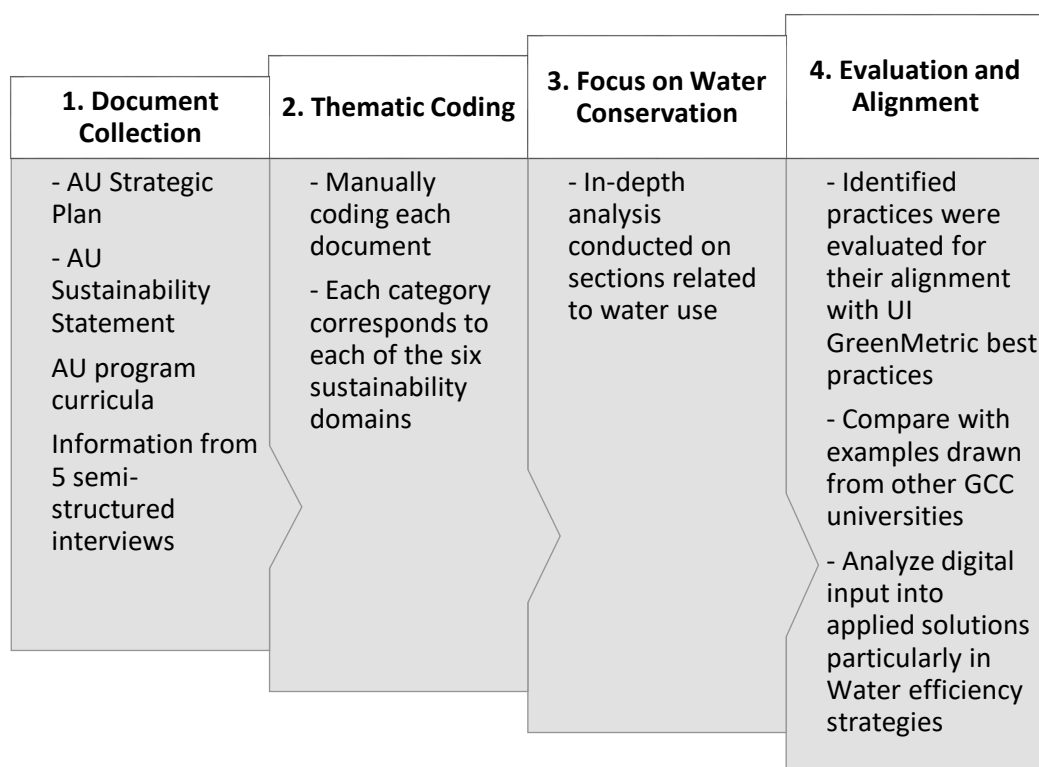 1. Document
Collection
- AU Strategic
Plan
- AU
Sustainability
Statement
AU program
curricula
Information from
5 semi-
structured
interviews
2. Thematic Coding
- Manually
coding each
document
- Each category
corresponds to
each of the six
sustainability
domains
3. Focus on Water
Conservation
- In-depth
analysis
conducted on
sections related
to water use
4. Evaluation and
Alignment
- Identified
practices were
evaluated for
their alignment
with UI
GreenMetric best
practices
- Compare with
examples drawn
from other GCC
universities
- Analyze digital
input into
applied solutions
particularly in
Water efficiency
strategies